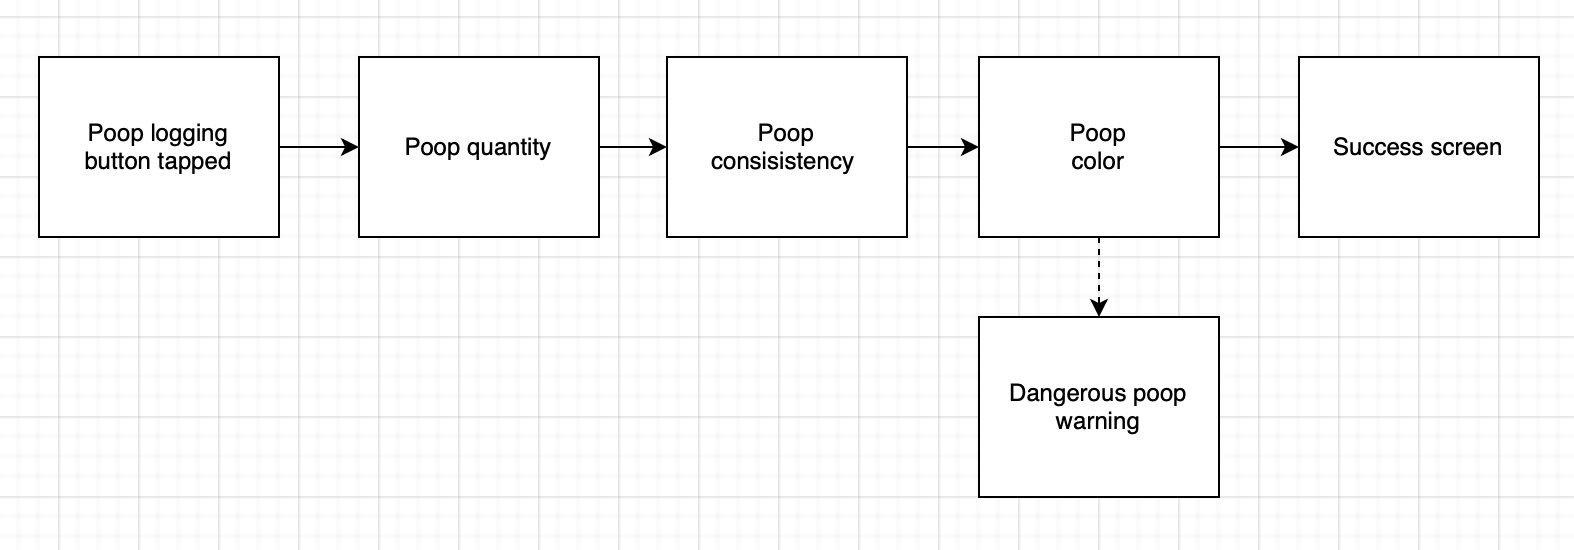 Poop logging
button tapped
Poop quantity
Poop
consisistency
Poop
color
Success screen
Dangerous poop
warning